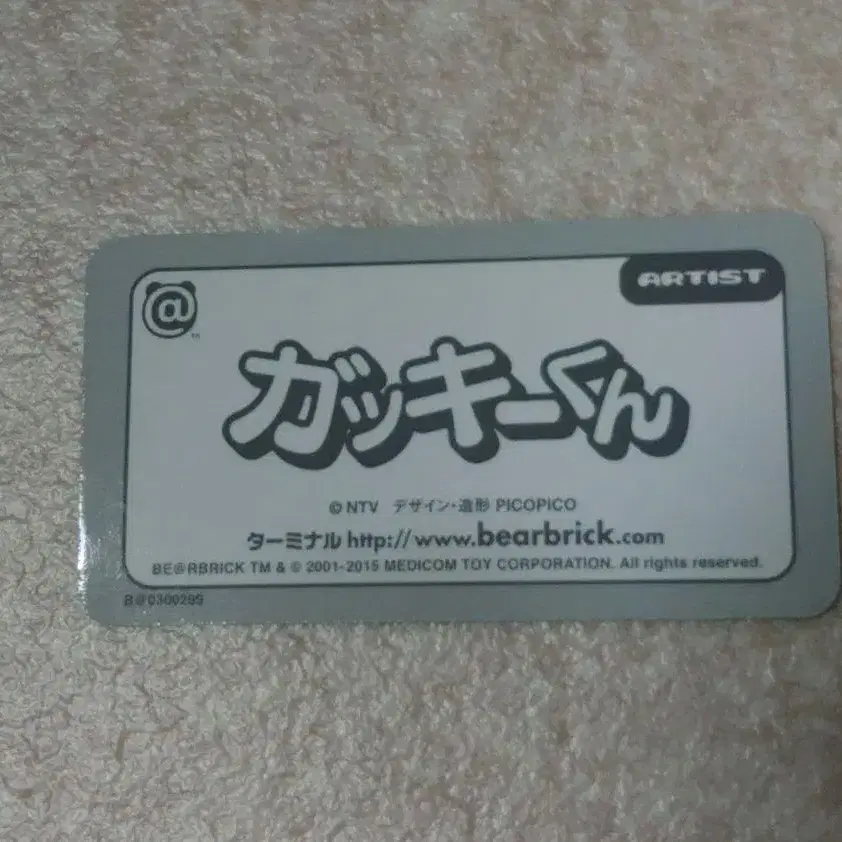 ARTIST
@
TM
ガッキーくん
© NTV デザイン・造形 PICOPICO
ターミナル http://www.bearbrick.com
BE@RBRICK TM & © 2001-2015 MEDICOM TOY CORPORATION. All rights reserved.